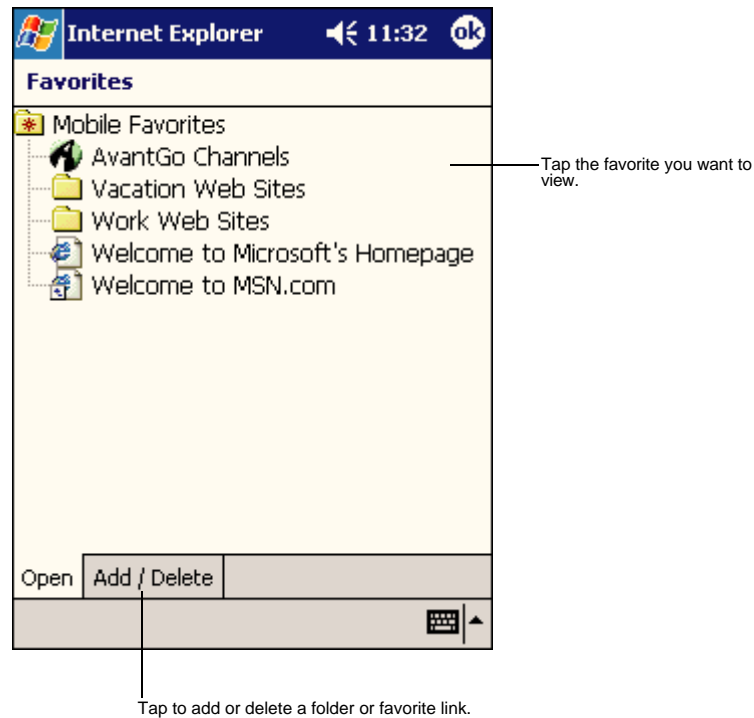 Internet Explorer 11:32 ok
Favorites
Mobile Favorites
AvantGo Channels
Vacation Web Sites
Work Web Sites
Welcome to Microsoft's Homepage
Welcome to MSN.com
Tap the favorite you want to
view.
Open Add / Delete
Tap to add or delete a folder or favorite link.